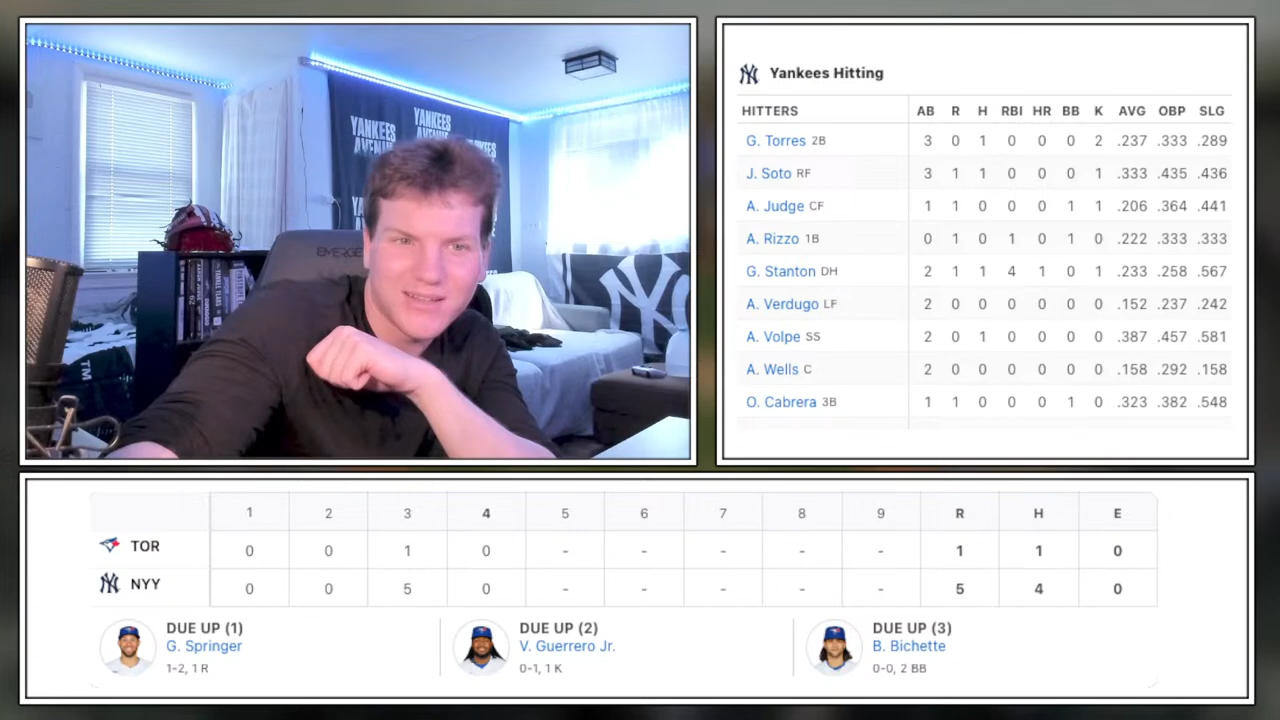 YANKEES
AVENUE
YANKEES
AVENUE
EMERGE
TM
Yankees Hitting
HITTERS AB R H RBI HR BB K AVG OBP SLG
G. Torres 2B 3 0 1 0 0 0 2 .237 .333 .289
J. Soto RF 3 1 1 0 0 0 1 .333 .435 .436
A. Judge CF 1 1 0 0 0 1 1 .206 .364 .441
A. Rizzo 1B 0 1 0 1 0 1 0 .222 .333 .333
G. Stanton DH 2 1 1 4 1 0 1 .233 .258 .567
A. Verdugo LF 2 0 0 0 0 0 0 .152 .237 .242
A. Volpe SS 2 0 1 0 0 0 0 .387 .457 .581
A. Wells C 2 0 0 0 0 0 0 .158 .292 .158
O. Cabrera 3B 1 1 0 0 0 1 0 .323 .382 .548
1 2 3 4 5 6 7 8 9 R H E
TOR 0 0 1 0 - - - - - 1 1 0
NYY 0 0 5 0 - - - - - 5 4 0
DUE UP (1)
G. Springer
1-2, 1 R
DUE UP (2)
V. Guerrero Jr.
0-1, 1 K
DUE UP (3)
B. Bichette
0-0, 2 BB